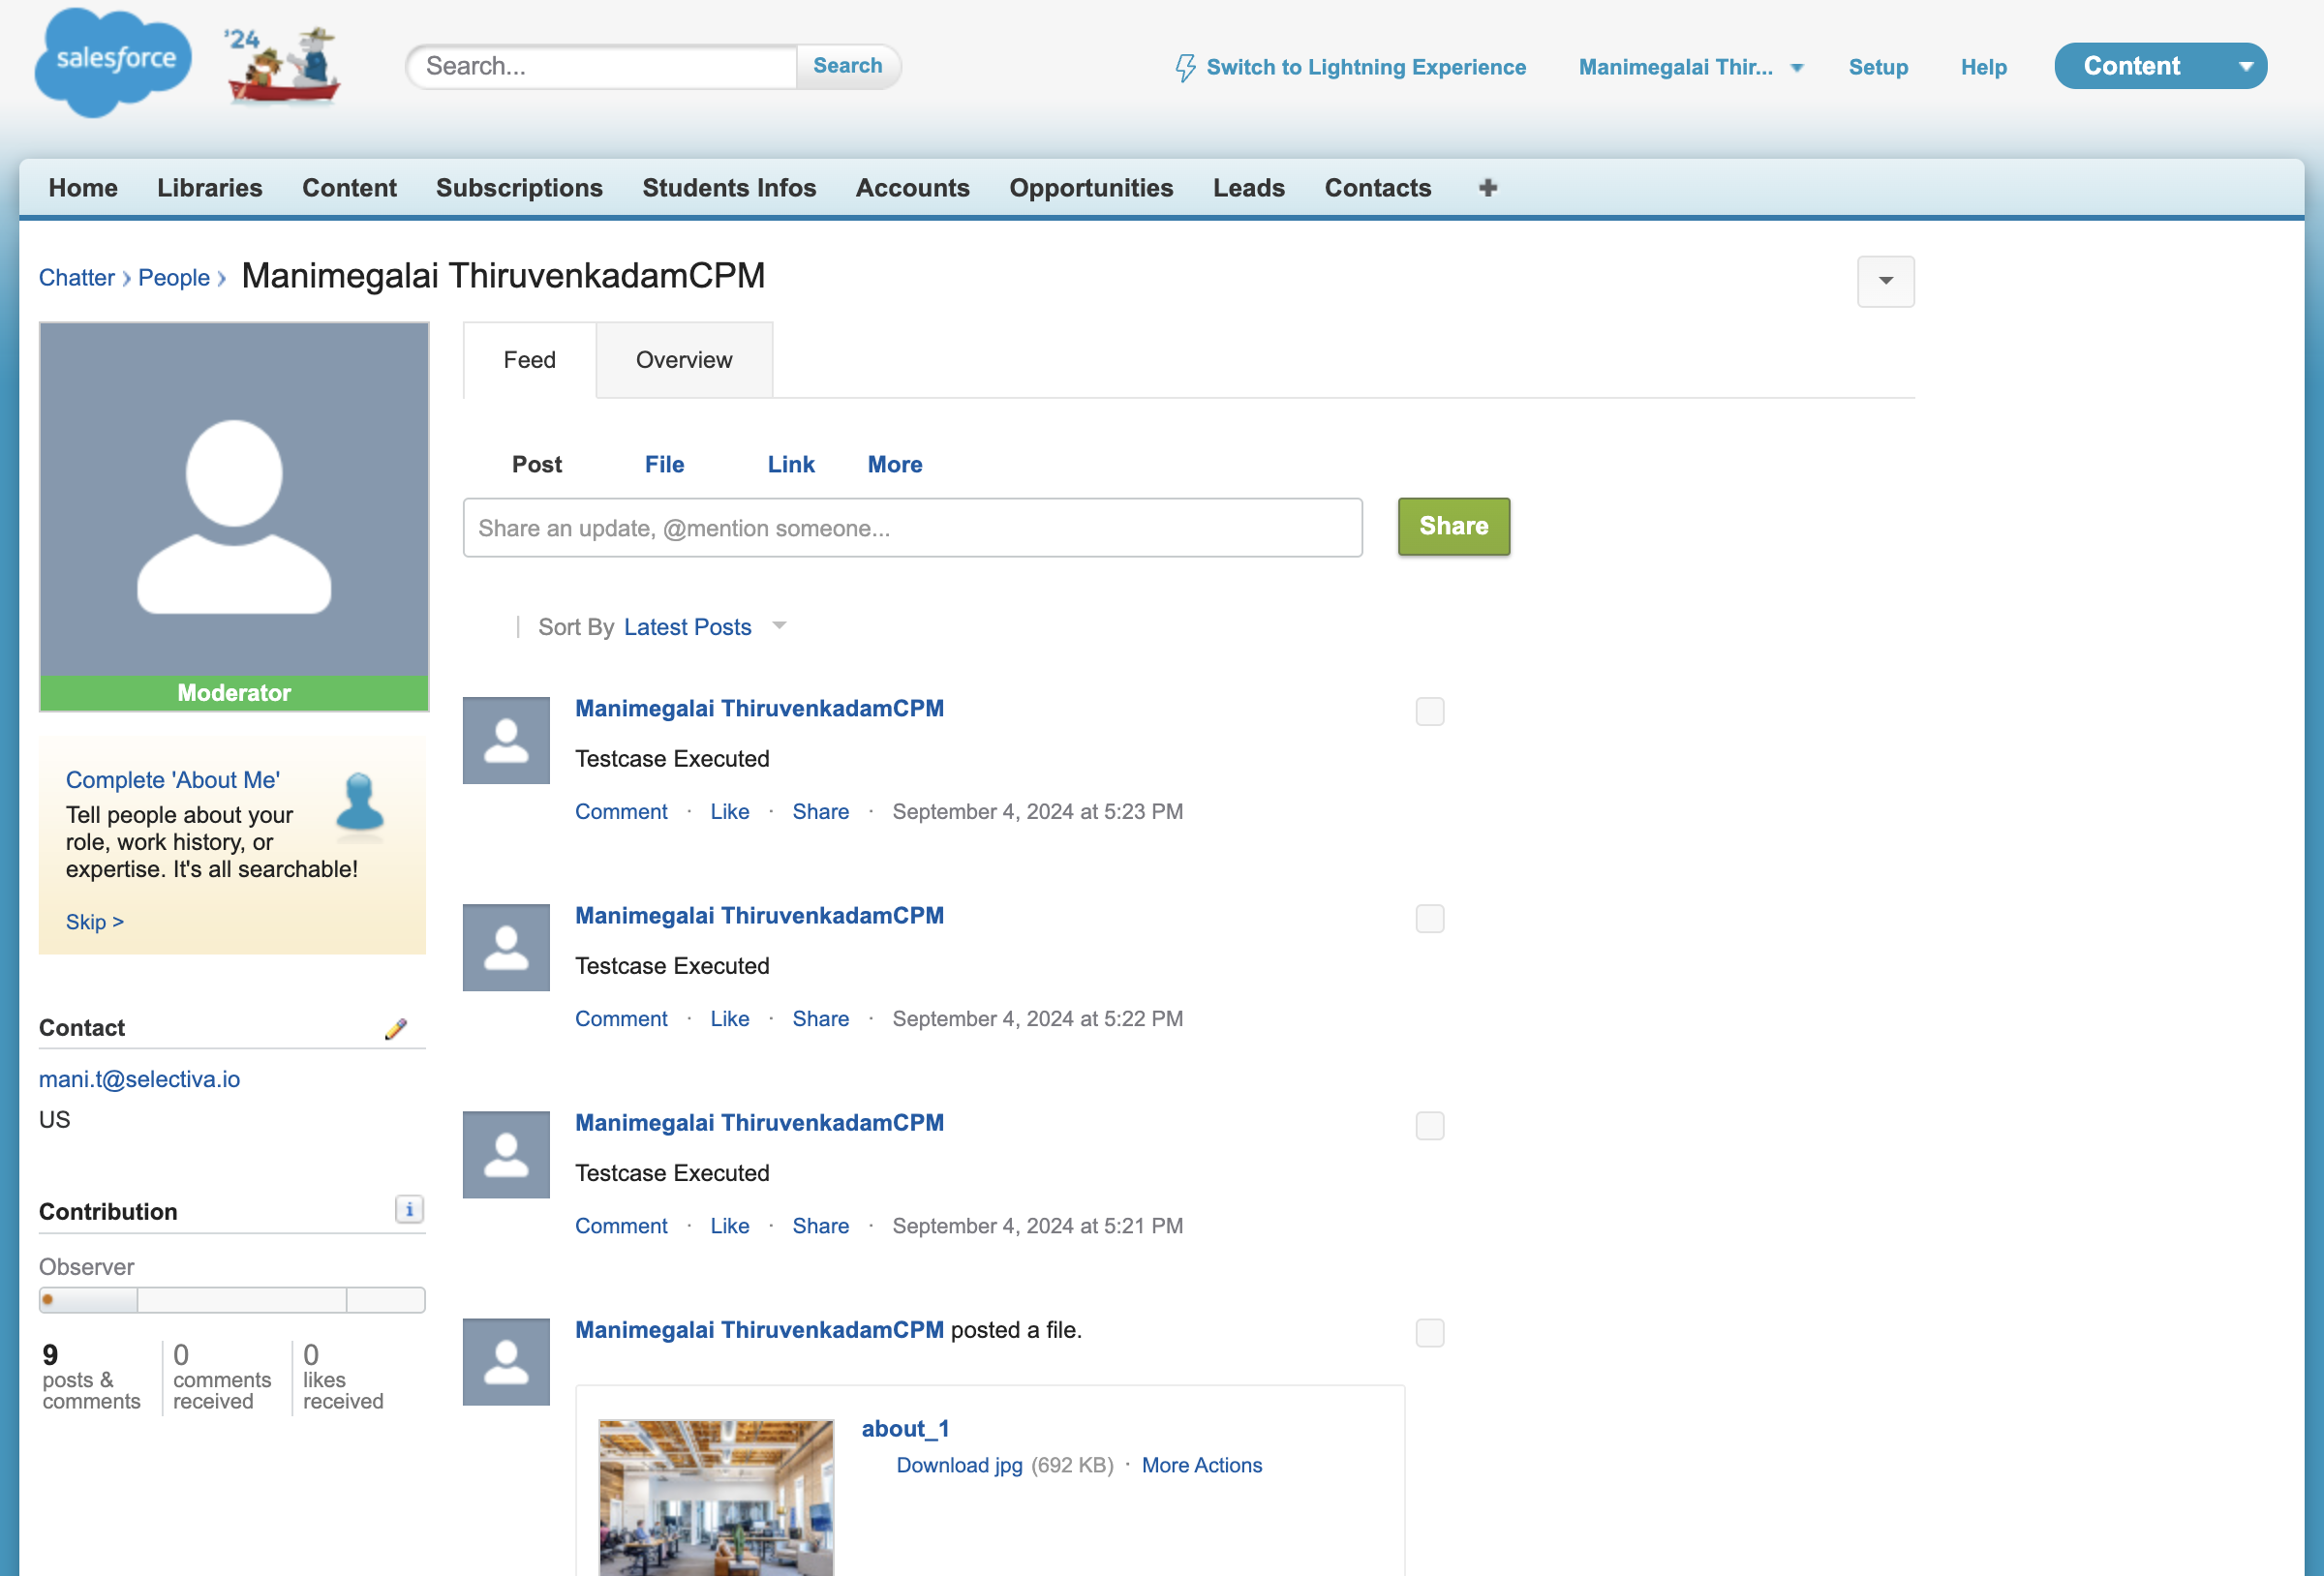 salesforce
'24
Search...
Search
Switch to Lightning Experience
Manimegalai Thir...
Setup
Help
Content
Home
Libraries
Content
Subscriptions
Students Infos
Accounts
Opportunities
Leads
Contacts
Chatter › People › Manimegalai ThiruvenkadamCPM
Moderator
Complete 'About Me'
Tell people about your
role, work history, or
expertise. It's all searchable!
Skip >
Contact
mani.t@selectiva.io
US
Contribution
Observer
9
posts &
comments
0
comments
received
0
likes
received
Feed
Overview
Post
File
Link
More
Share an update, @mention someone...
Share
Sort By Latest Posts
Manimegalai ThiruvenkadamCPM
Testcase Executed
Comment · Like · Share · September 4, 2024 at 5:23 PM
Manimegalai ThiruvenkadamCPM
Testcase Executed
Comment · Like · Share · September 4, 2024 at 5:22 PM
Manimegalai ThiruvenkadamCPM
Testcase Executed
Comment · Like · Share · September 4, 2024 at 5:21 PM
Manimegalai ThiruvenkadamCPM posted a file.
about_1
Download jpg (692 KB) · More Actions